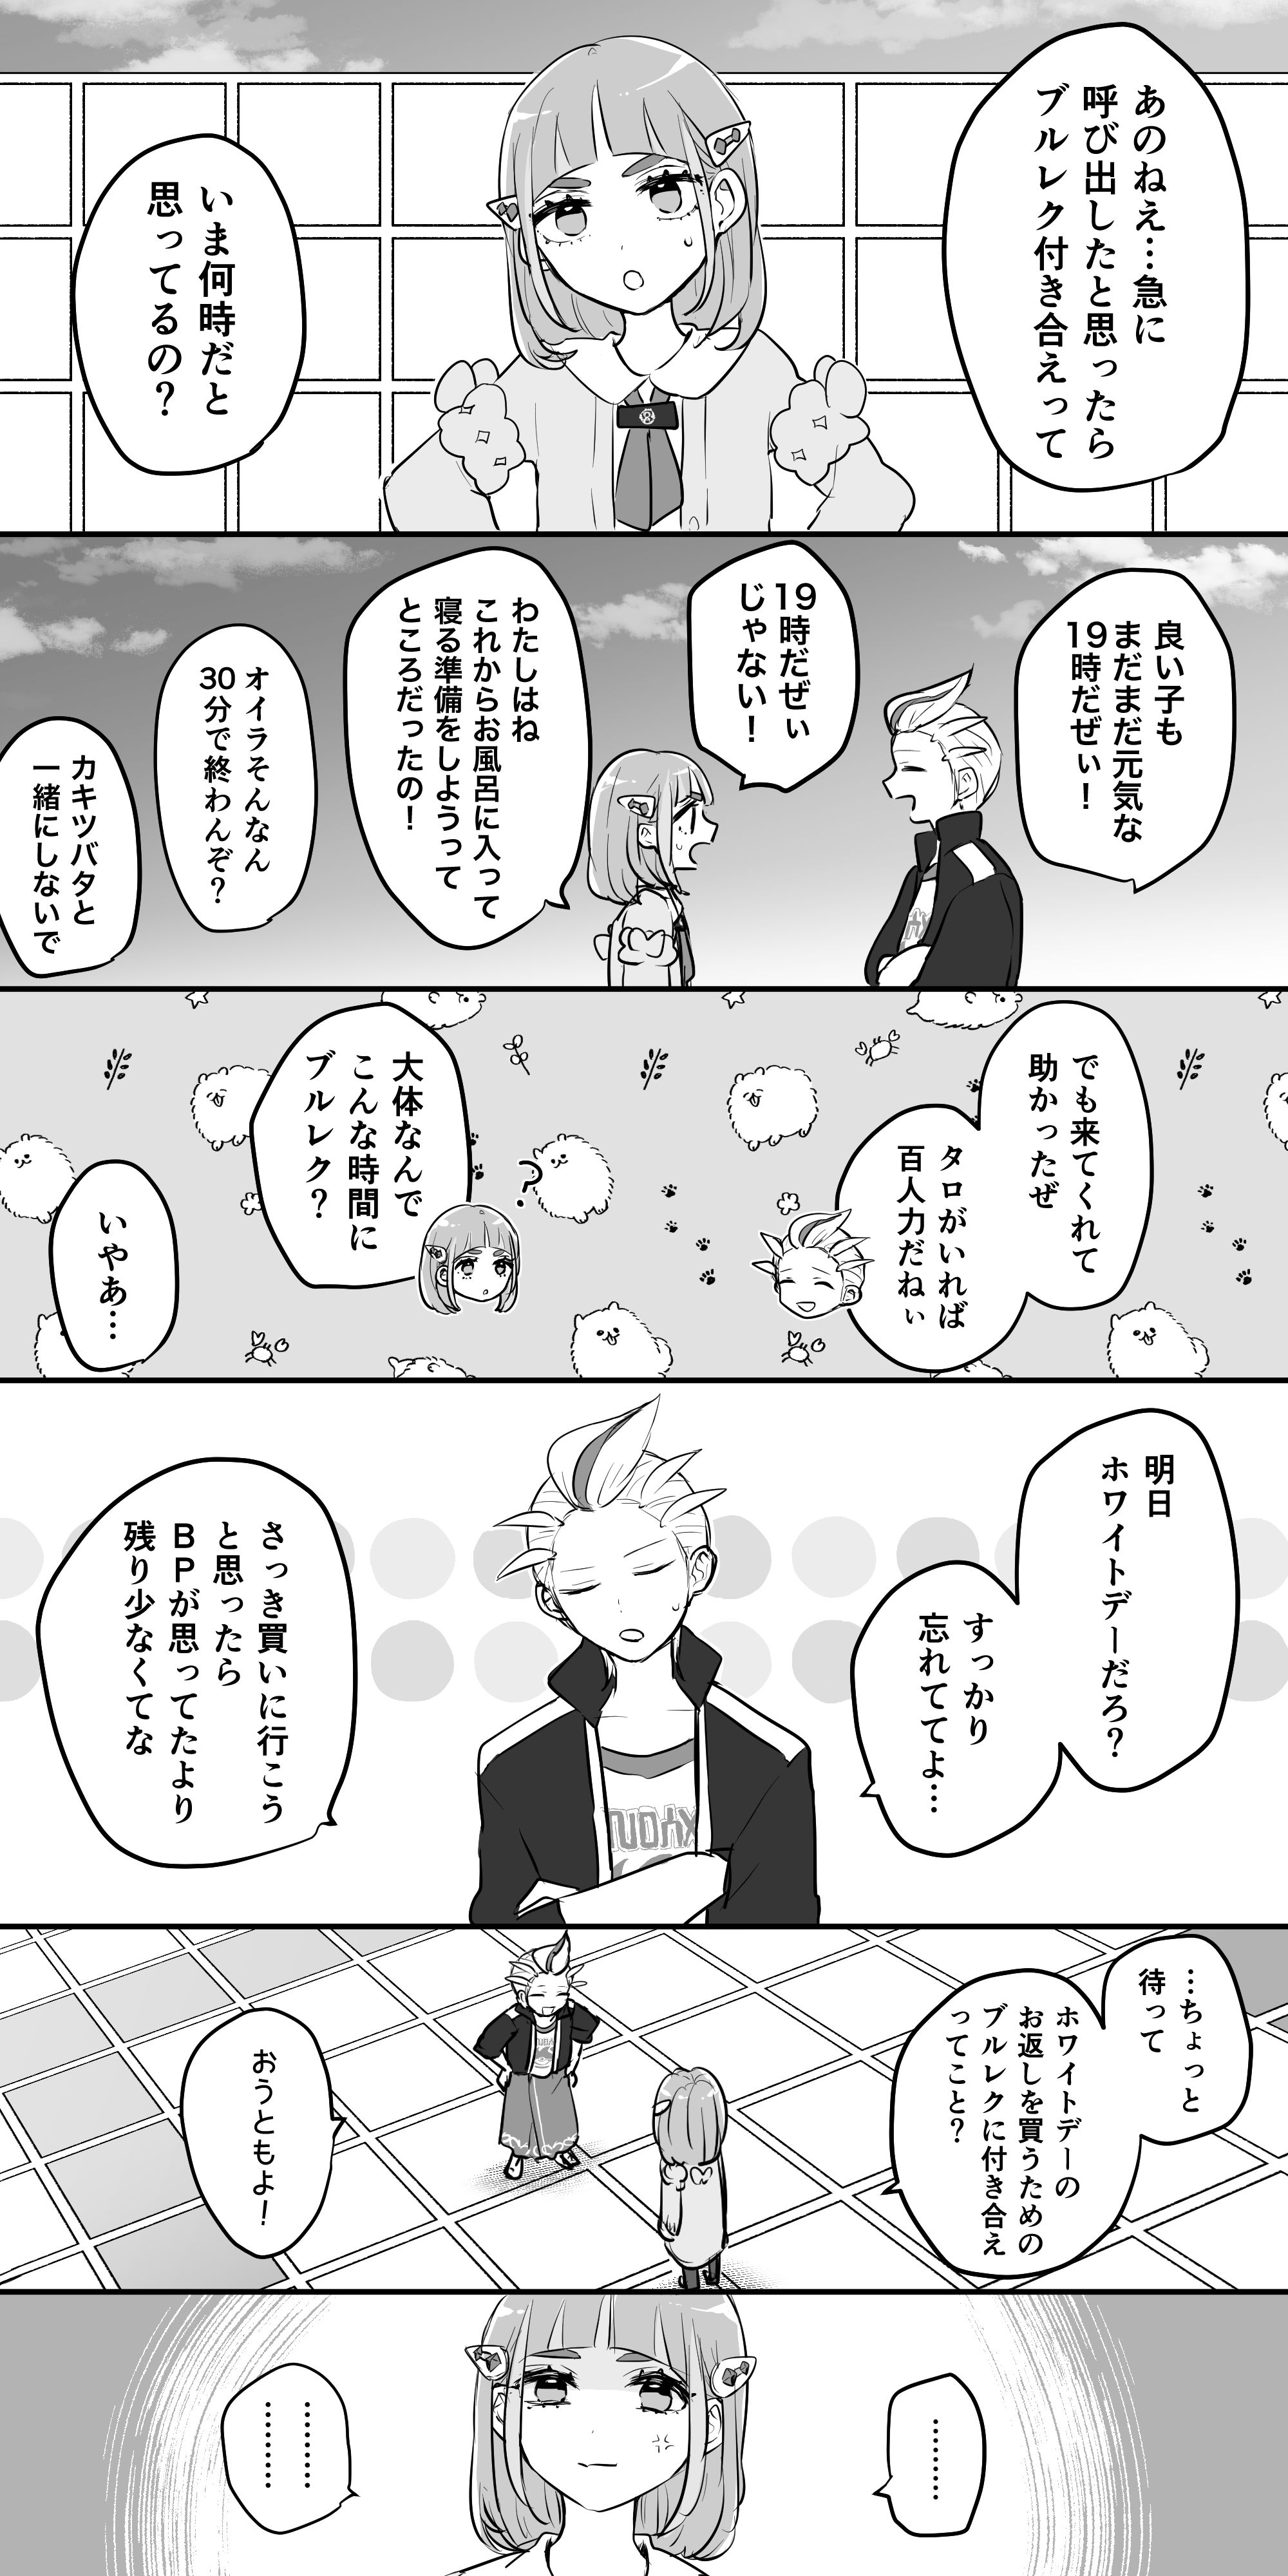 あのねえ…急に
呼び出したと思ったら
ブルレク付き合えって
いま何時だと
思ってるの?
良い子も
まだまだ元気な
19時だぜぃ!
19時だぜぃ
じゃない!
わたしはね
これからお風呂に入って
寝る準備をしようって
ところだったの!
オイラそんなん
30分で終わんぞ?
カキツバタと
一緒にしないで
でも来てくれて
助かったぜ
タロがいれば
百人力だねぃ
?
大体なんで
こんな時間に
ブルレク?
いやあ…
明日
ホワイトデーだろ?
すっかり
忘れててよ…
さっき買いに行こう
と思ったら
BPが思ってたより
残り少なくてな
…ちょっと
待って
ホワイトデーの
お返しを買うための
ブルレクに付き合え
ってこと?
おうともよ!
………
………
………